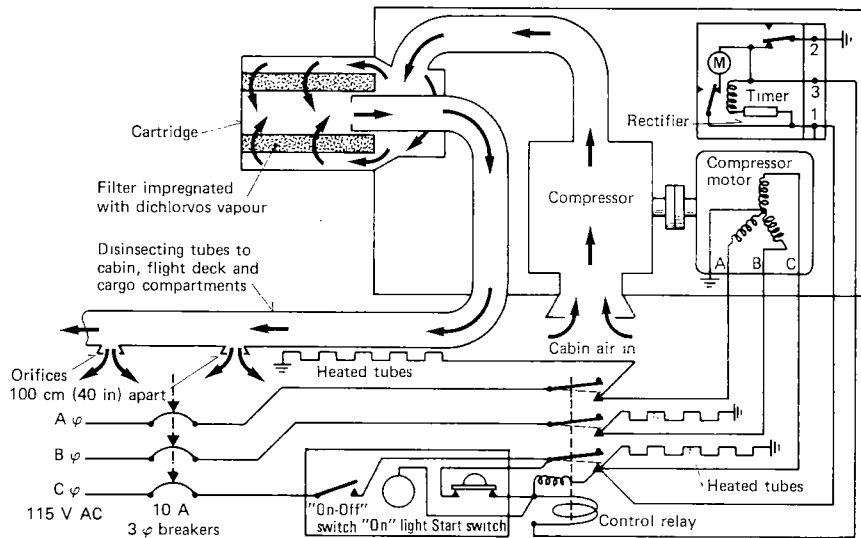 2
M
3
Timer
1
Rectifier
Cartridge
Compressor
motor
Filter impregnated
with dichlorvos vapour
Compressor
Disinsecting tubes to
cabin, flight deck and
cargo compartments
A
B
C
Cabin air in
Orifices
100 cm (40 in) apart
Heated tubes
A φ
B φ
C φ
115 V AC
10 A
3 φ breakers
"On-Off"
switch
"On" light
Start switch
Control relay
Heated tubes